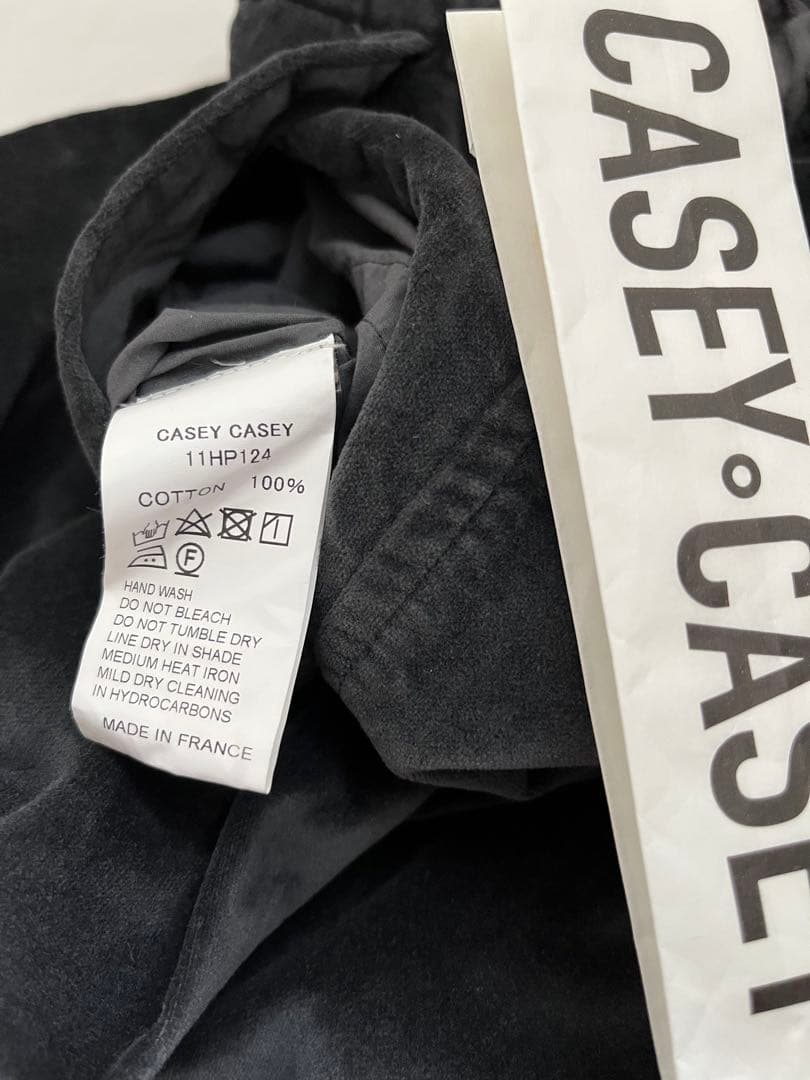 CASEY CASEY
11HP124
COTTON 100%
F
HAND WASH
DO NOT BLEACH
DO NOT TUMBLE DRY
LINE DRY IN SHADE
MEDIUM HEAT IRON
MILD DRY CLEANING
IN HYDROCARBONS
MADE IN FRANCE
CASEY∘CASEY